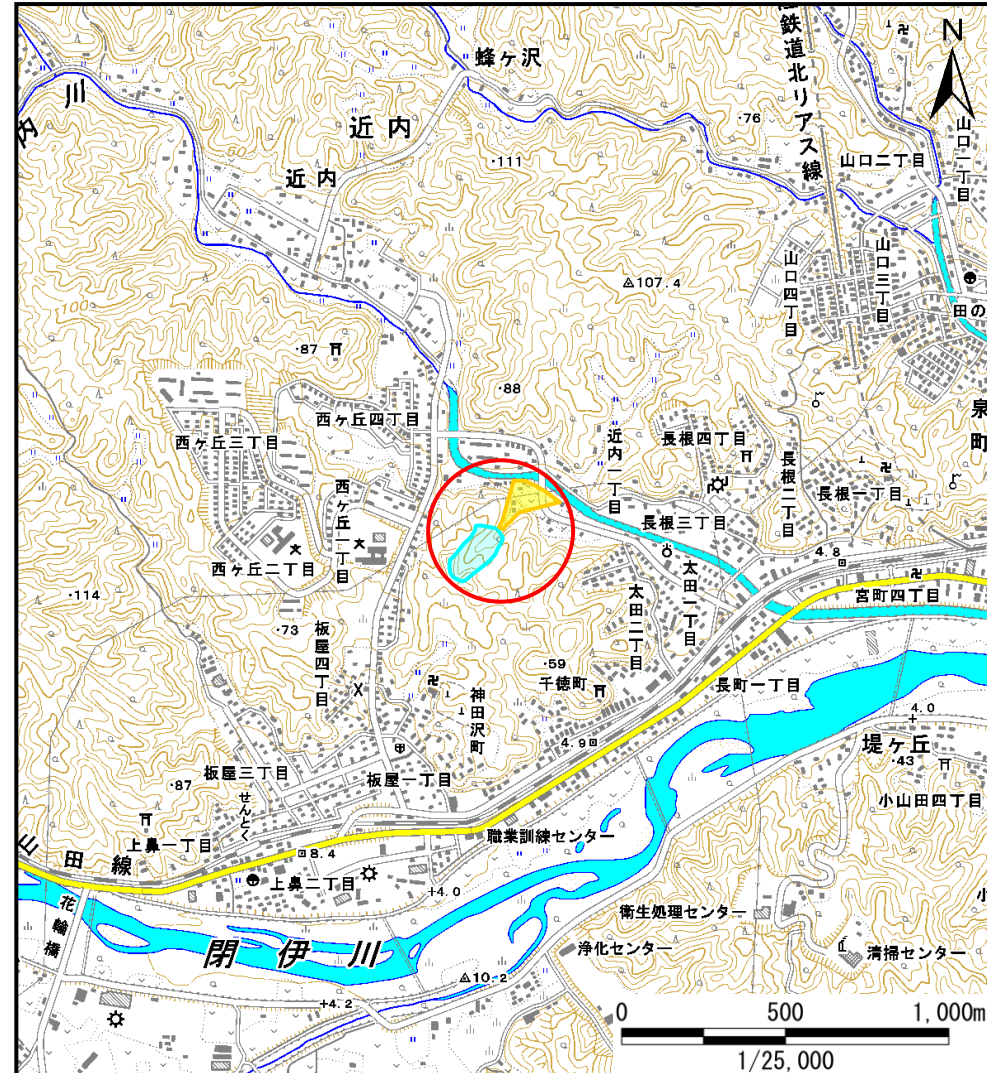 蜂ヶ沢
鉄道北リアス線
N
川
内
近内
近内
・76
・111
山口一丁目
山口二丁目
山口三丁目
山口四丁目
△107.4
田の
・87
・88
西ヶ丘四丁目
西ヶ丘三丁目
近内一丁目
長根四丁目
泉町
長根二丁目
長根一丁目
西ヶ丘一丁目
西ヶ丘二丁目
長根三丁目
4.8
・114
・73
太田一丁目
太田二丁目
宮町四丁目
板屋四丁目
・59
千徳町
長町一丁目
神田沢町
4.9
4.0
堤ヶ丘
・43
板屋三丁目
板屋一丁目
・87
せんとく
小山田四丁目
上鼻一丁目
職業訓練センター
山田線
8.4
上鼻二丁目
+4.0
小
花輪橋
衛生処理センター
閉伊川
浄化センター
清掃センター
△10.2
+4.2
0 500 1,000m
1/25,000